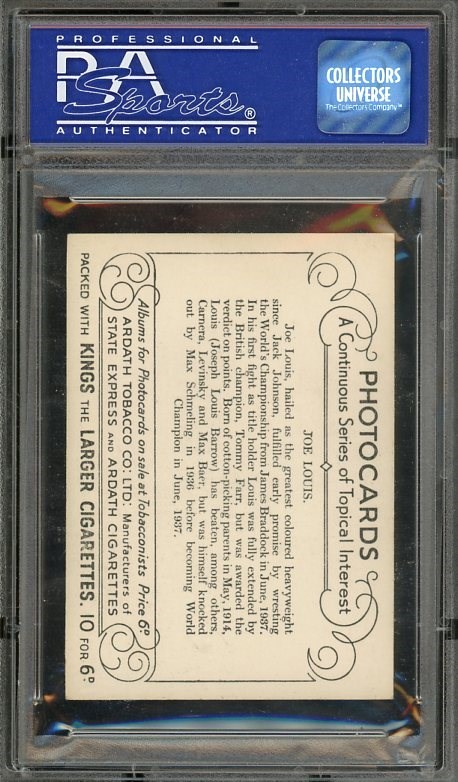 PROFESSIONAL
PSA
Sports®
AUTHENTICATOR
COLLECTORS
UNIVERSE
The Collectors Company™
PHOTOCARDS
A Continuous Series of Topical Interest
JOE LOUIS.
Joe Louis, hailed as the greatest coloured heavyweight
since Jack Johnson, fulfilled early promise by wresting
the World's Championship from James Braddock in June, 1937.
In his first fight as title holder Louis was fully extended by
the British champion, Tommy Farr, but was awarded the
verdict on points. Born of cotton-picking parents in May, 1914,
Louis (Joseph Louis Barrow) has beaten, among others,
Carnera, Levinsky and Max Baer, but was himself knocked
out by Max Schmeling in 1936 before becoming World
Champion in June, 1937.
Albums for Photocards on sale at Tobacconists Price 6D
ARDATH TOBACCO CO: LTD: Manufacturers of
STATE EXPRESS AND ARDATH CIGARETTES
PACKED WITH KINGS THE LARGER CIGARETTES. 10 FOR 6D.